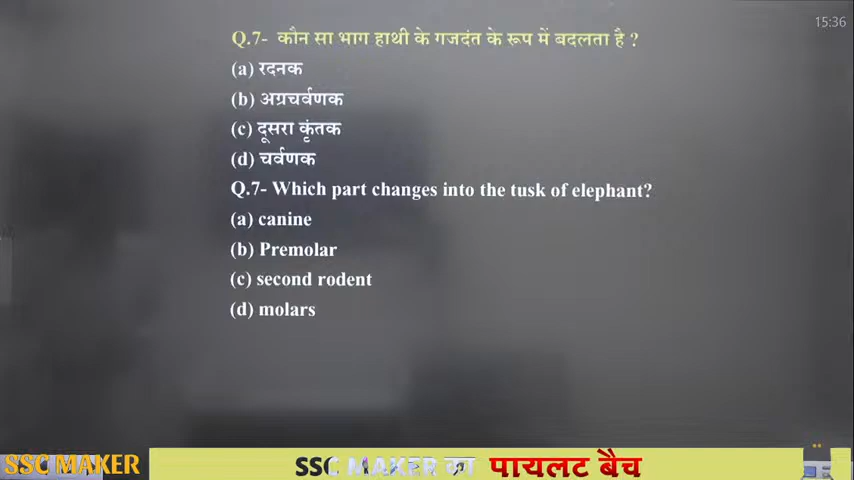 15:36
Q.7- कौन सा भाग हाथी के गजदंत के रूप में बदलता है ?
(a) रदनक
(b) अग्रचर्वणक
(c) दूसरा कृंतक
(d) चर्वणक
Q.7- Which part changes into the tusk of elephant?
(a) canine
(b) Premolar
(c) second rodent
(d) molars
SSC MAKER
SSC MAKER का पायलट बैच